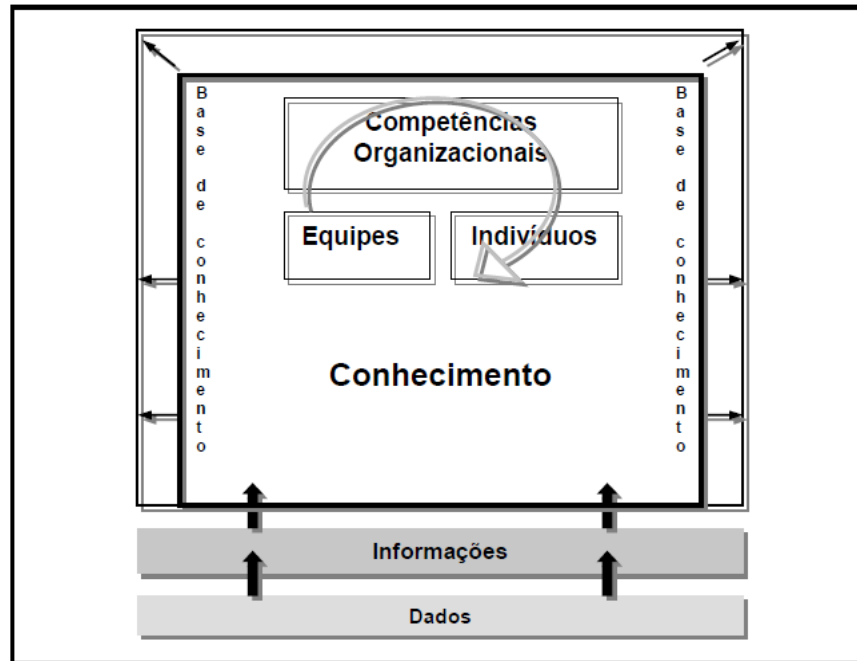 Base de conhecimento
Competências
Organizacionais
Equipes
Indivíduos
Conhecimento
Base de conhecimento
Informações
Dados